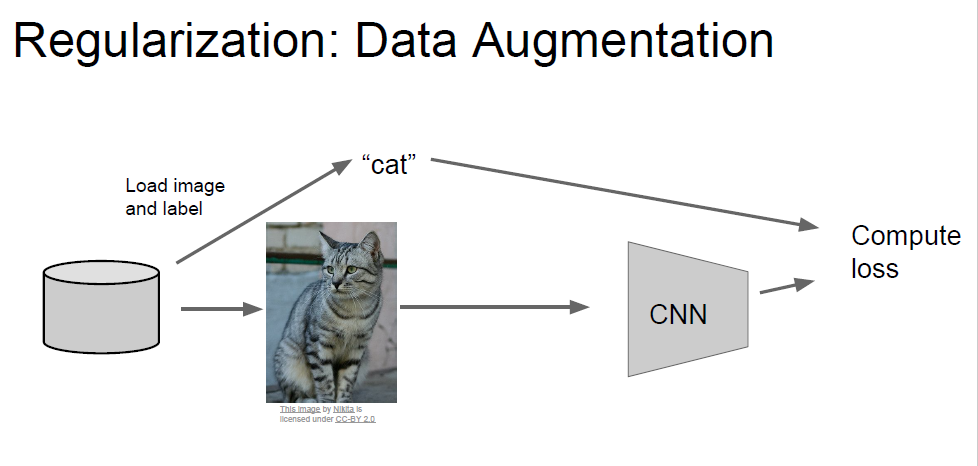 Regularization: Data Augmentation
“cat”
Load image
and label
Compute
loss
CNN
This image by Nikita is
licensed under CC-BY 2.0